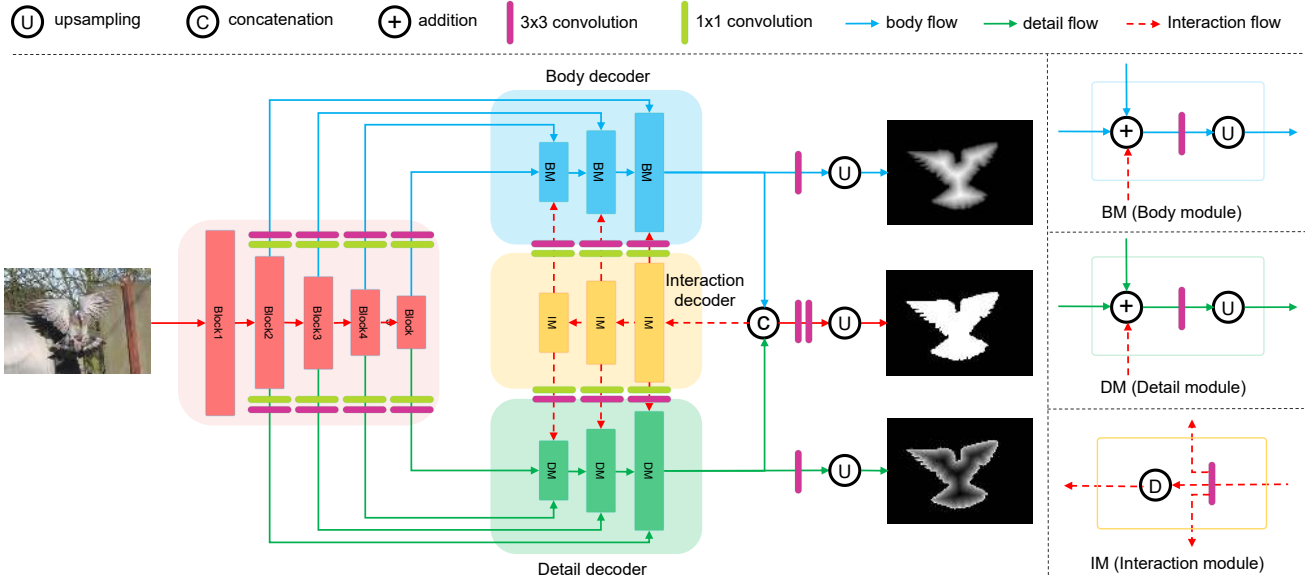 U upsampling C concatenation + addition 3x3 convolution 1x1 convolution body flow detail flow Interaction flow
Body decoder
BM BM BM U
+ U
BM (Body module)
Block1 Block2 Block3 Block4 Block
IM IM IM
Interaction
decoder
C U
+ U
DM (Detail module)
DM DM DM U
D
Detail decoder
IM (Interaction module)